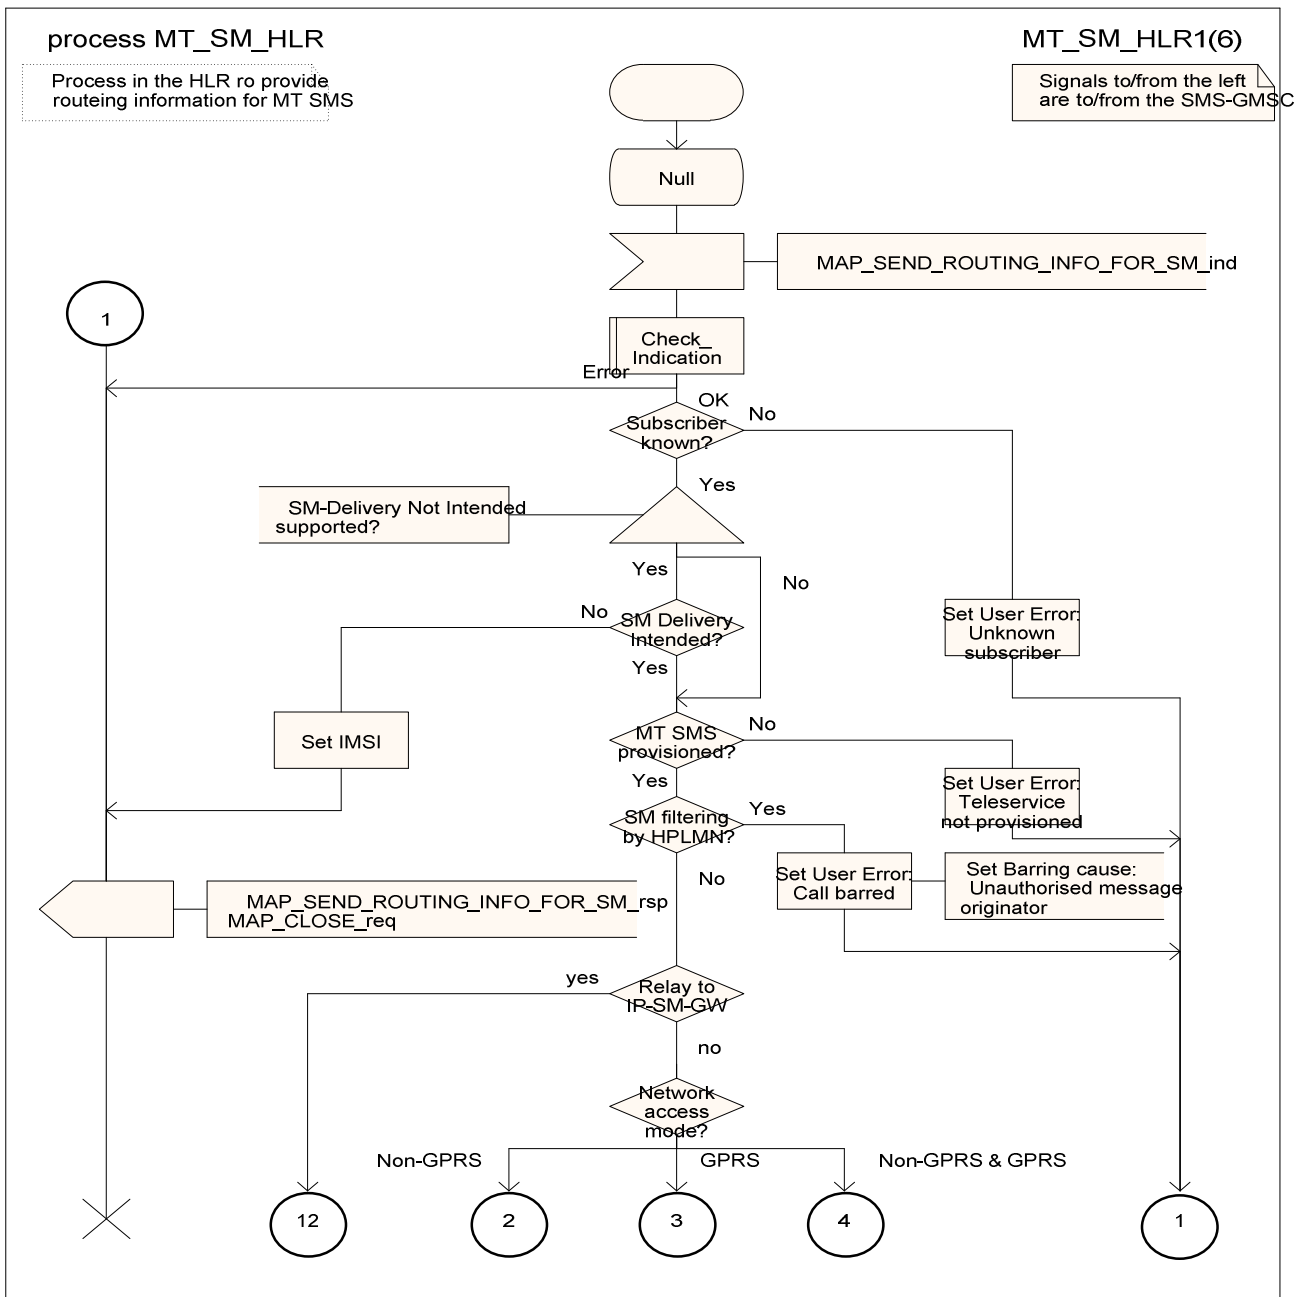 process MT_SM_HLR
MT_SM_HLR1(6)
Process in the HLR ro provide
routeing information for MT SMS
Signals to/from the left
are to/from the SMS-GMSC
Null
MAP_SEND_ROUTING_INFO_FOR_SM_ind
1
Check_
Indication
Error
OK
Subscriber
known?
No
Yes
SM-Delivery Not Intended
supported?
Yes
No
No
SM Delivery
Intended?
Yes
Set User Error:
Unknown
subscriber
Set IMSI
MT SMS
provisioned?
No
Yes
Set User Error:
Teleservice
not provisioned
SM filtering
by HPLMN?
Yes
No
Set User Error:
Call barred
Set Barring cause:
Unauthorised message
originator
MAP_SEND_ROUTING_INFO_FOR_SM_rsp
MAP_CLOSE_req
yes
Relay to
IP-SM-GW
no
Network
access
mode?
Non-GPRS
GPRS
Non-GPRS & GPRS
12
2
3
4
1